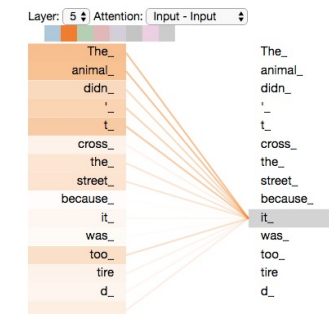 Layer: 5 Attention: Input - Input
The_ The_
animal_ animal_
didn_ didn_
'_ '_
t_ t_
cross_ cross_
the_ the_
street_ street_
because_ because_
it_ it_
was_ was_
too_ too_
tire tire
d_ d_